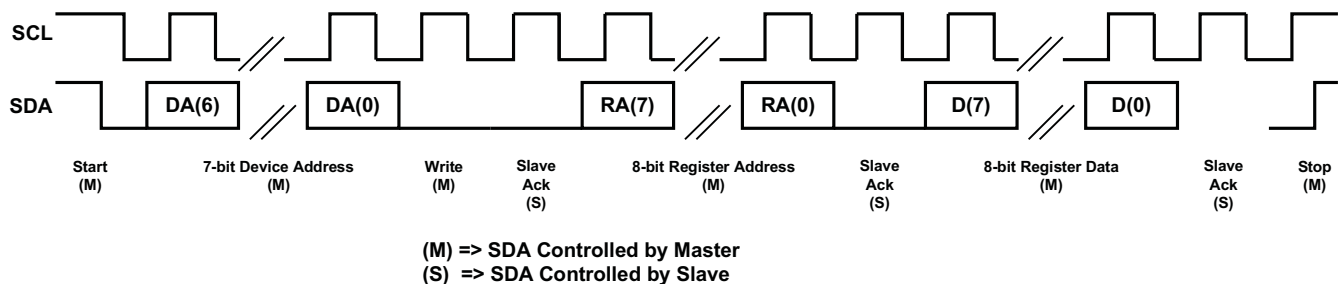 SCL
SDA
DA(6)
DA(0)
RA(7)
RA(0)
D(7)
D(0)
Start
(M)
7-bit Device Address
(M)
Write
(M)
Slave
Ack
(S)
8-bit Register Address
(M)
Slave
Ack
(S)
8-bit Register Data
(M)
Slave
Ack
(S)
Stop
(M)
(M) => SDA Controlled by Master
(S) => SDA Controlled by Slave